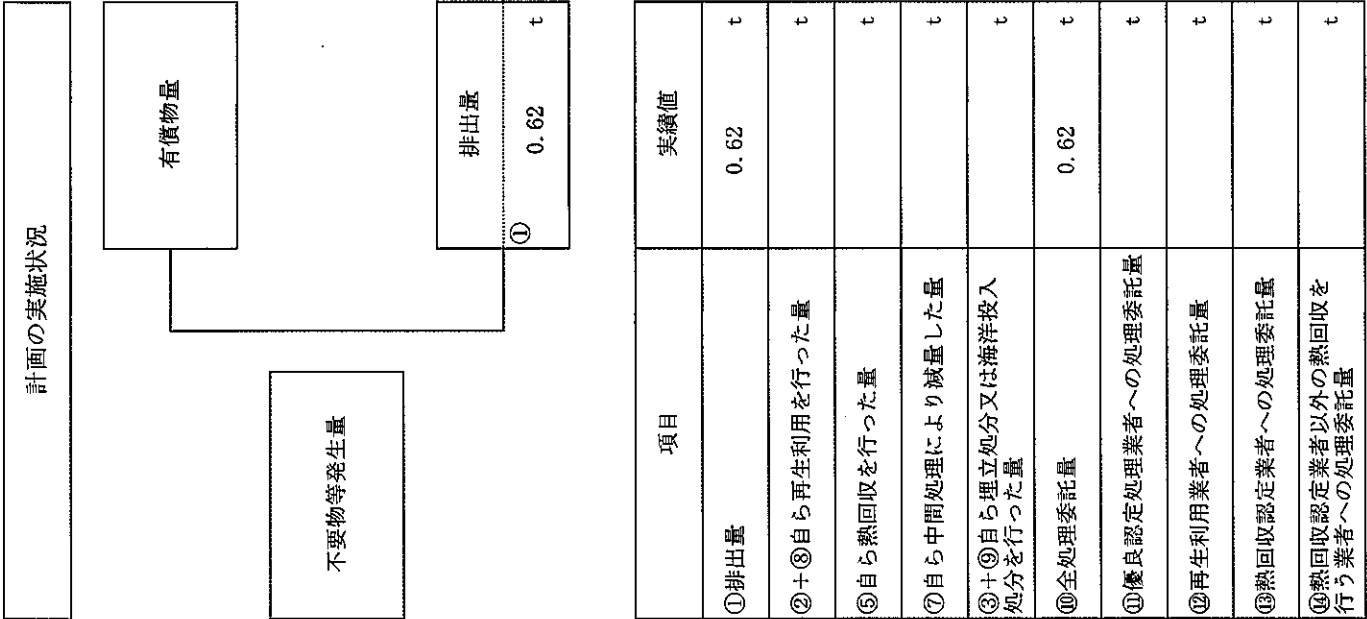 計画の実施状況
有償物量
不要物等発生量
排出量
① 0.62 t
項目 実績値
①排出量 0.62 t
②+⑧自ら再生利用を行った量 t
⑤自ら熱回収を行った量 t
⑦自ら中間処理により減量した量 t
③+⑨自ら埋立処分又は海洋投入
処分を行った量 t
⑩全処理委託量 0.62 t
⑪優良認定処理業者への処理委託量 t
⑫再生利用業者への処理委託量 t
⑬熱回収認定業者への処理委託量 t
⑭熱回収認定業者以外の熱回収を
行う業者への処理委託量 t